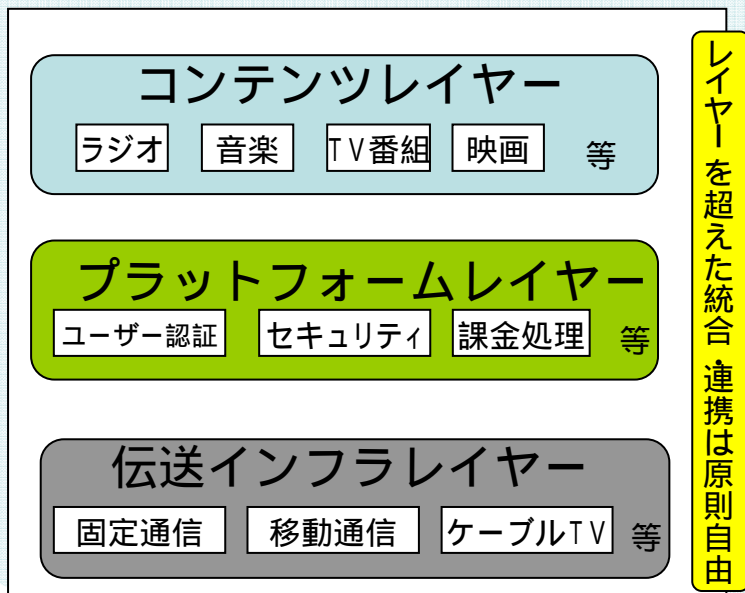 コンテンツレイヤー
ラジオ 音楽 TV番組 映画 等
プラットフォームレイヤー
ユーザー認証 セキュリティ 課金処理 等
伝送インフラレイヤー
固定通信 移動通信 ケーブルTV 等
レイヤーを超えた統合・連携は原則自由